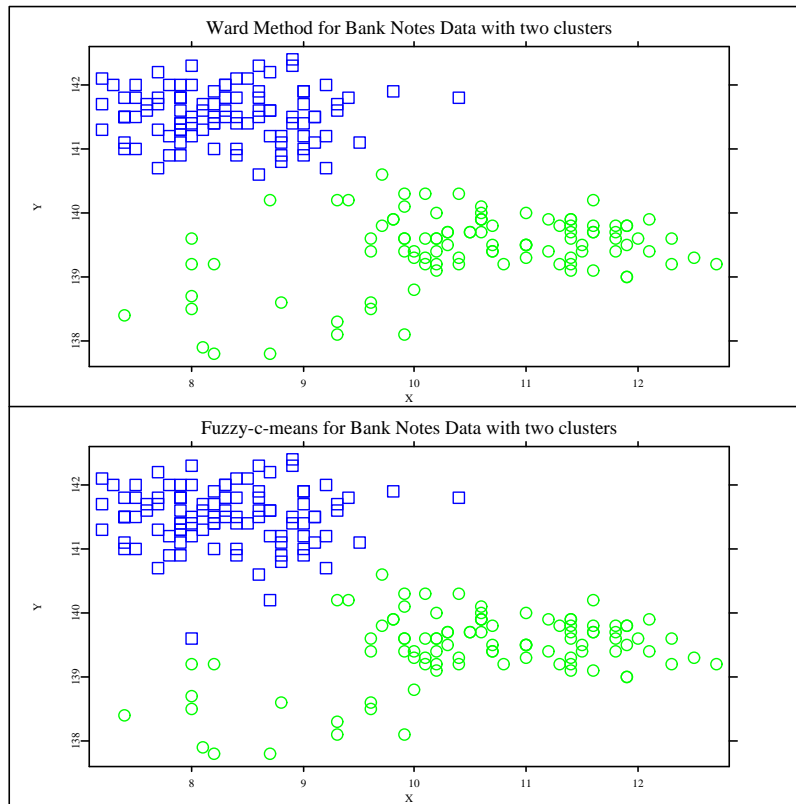 Ward Method for Bank Notes Data with two clusters
Y
142
141
140
139
138
8 9 10 11 12
X
Fuzzy-c-means for Bank Notes Data with two clusters
Y
142
141
140
139
138
8 9 10 11 12
X